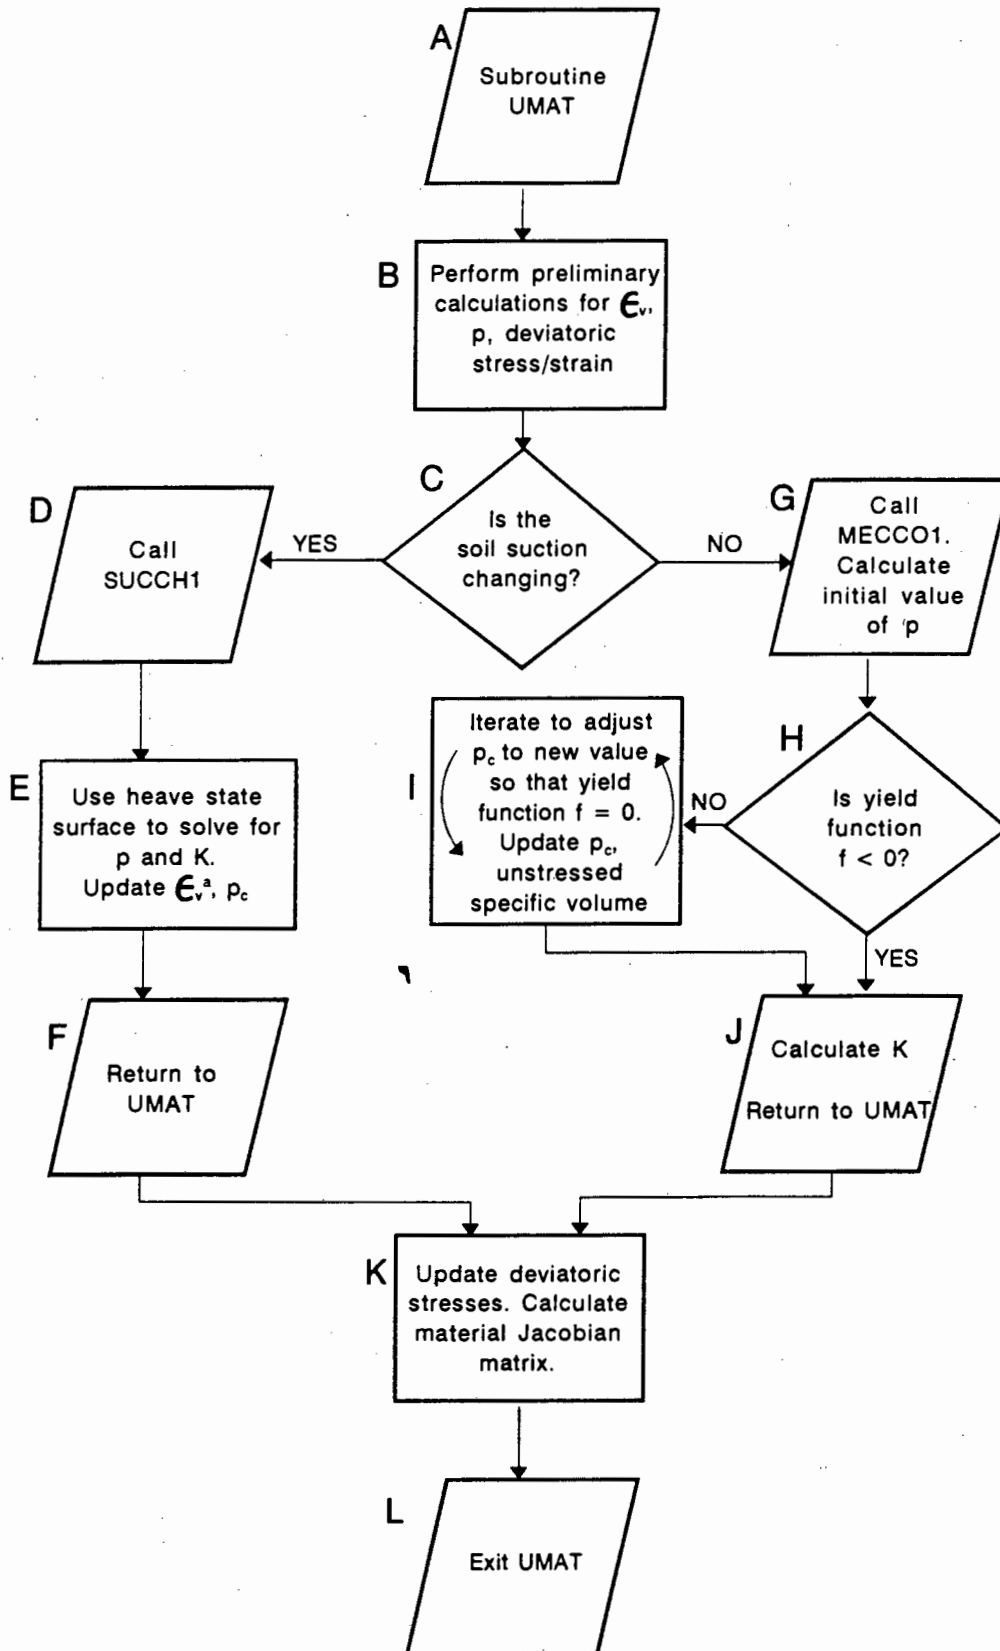 A
Subroutine
UMAT
B
Perform preliminary
calculations for ϵᵥ,
p, deviatoric
stress/strain
C
Is the
soil suction
changing?
YES
NO
D
Call
SUCCH1
G
Call
MECCO1.
Calculate
initial value
of p
E
Use heave state
surface to solve for
p and K.
Update ϵᵥᵃ, p꜀
I
Iterate to adjust
p꜀ to new value
so that yield
function f = 0.
Update p꜀,
unstressed
specific volume
H
Is yield
function
f < 0?
NO
YES
F
Return to
UMAT
J
Calculate K
Return to UMAT
K
Update deviatoric
stresses. Calculate
material Jacobian
matrix.
L
Exit UMAT